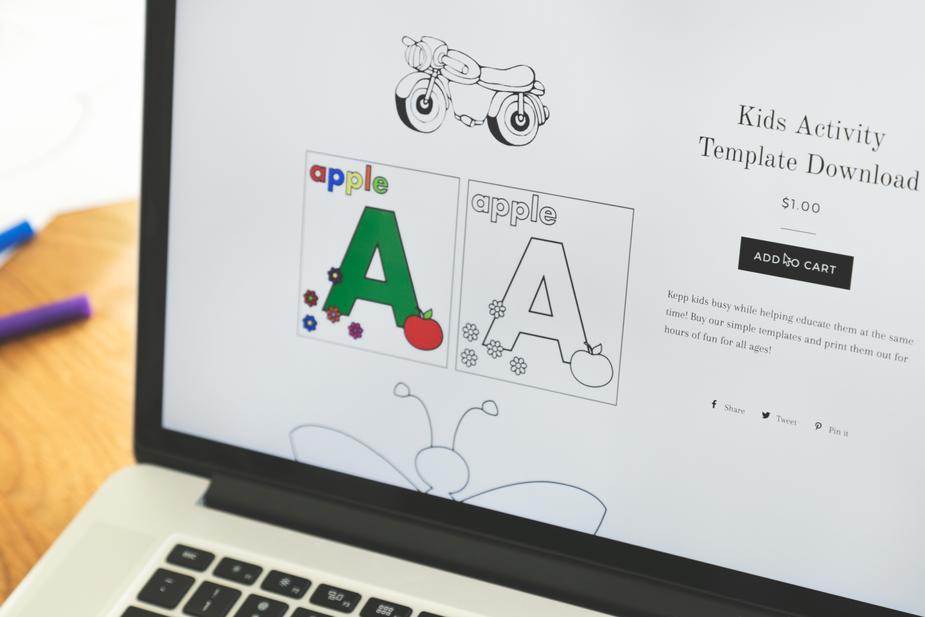 apple
apple
A
A
Kids Activity
Template Download
$1.00
ADD TO CART
Kepp kids busy while helping educate them at the same
time! Buy our simple templates and print them out for
hours of fun for all ages!
Share
Tweet
Pin it
esc